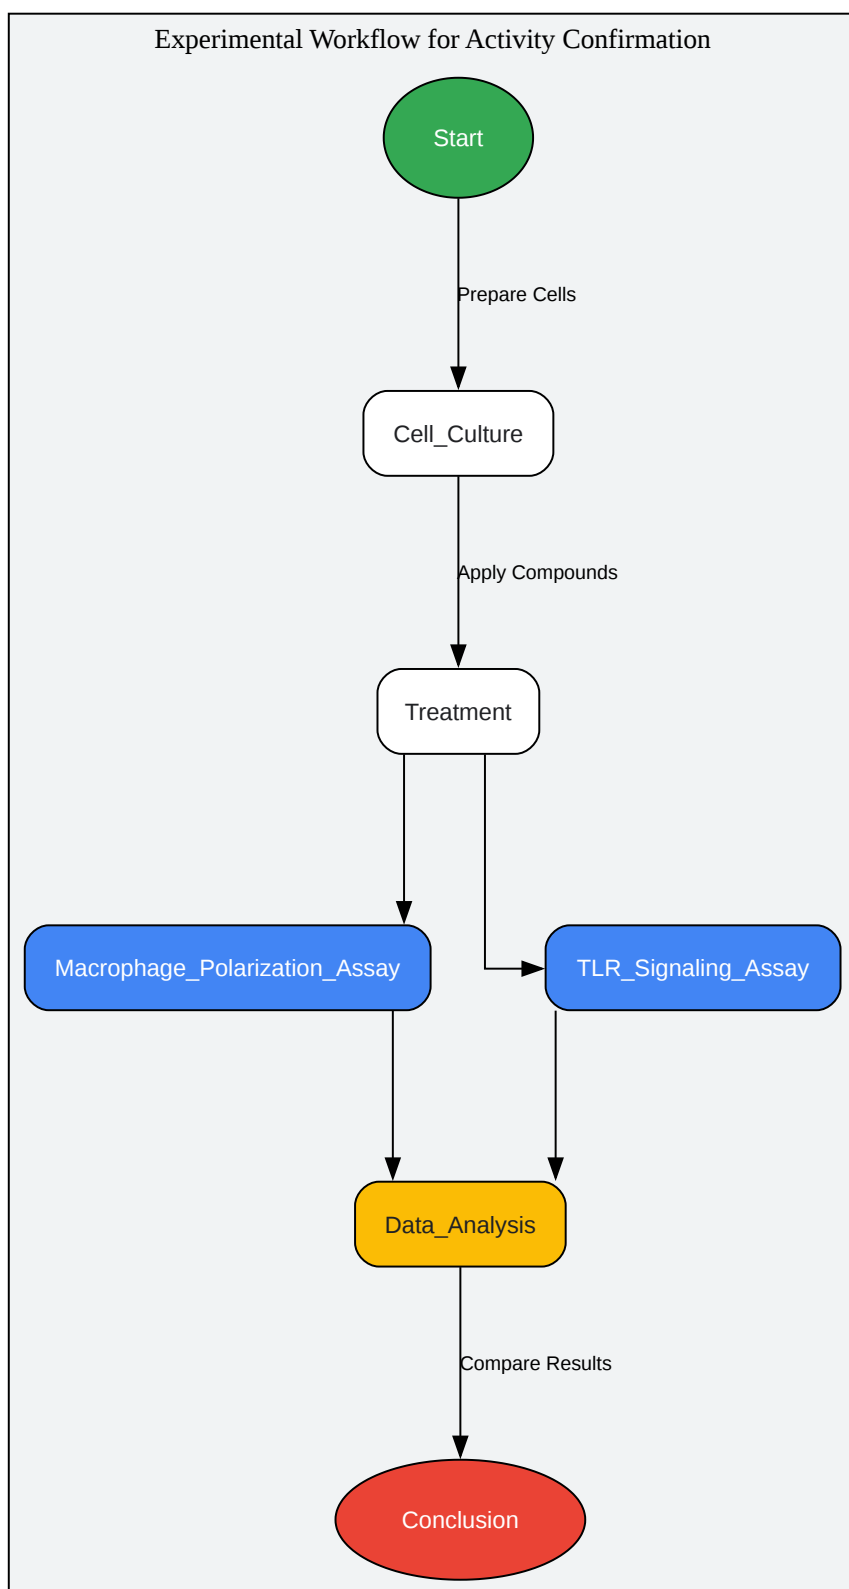 Experimental Workflow for Activity Confirmation
Start
Prepare Cells
Cell_Culture
Apply Compounds
Treatment
Macrophage_Polarization_Assay
TLR_Signaling_Assay
Data_Analysis
Compare Results
Conclusion